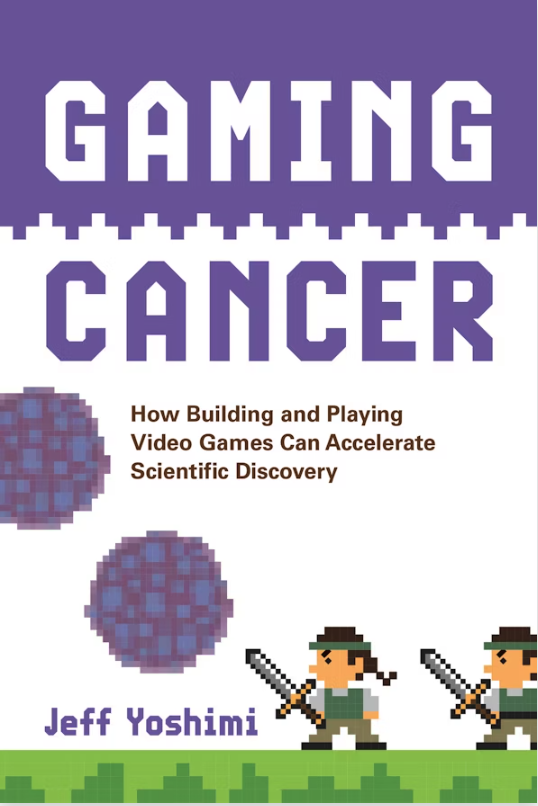 GAMING
CANCER
How Building and Playing
Video Games Can Accelerate
Scientific Discovery
Jeff Yoshimi